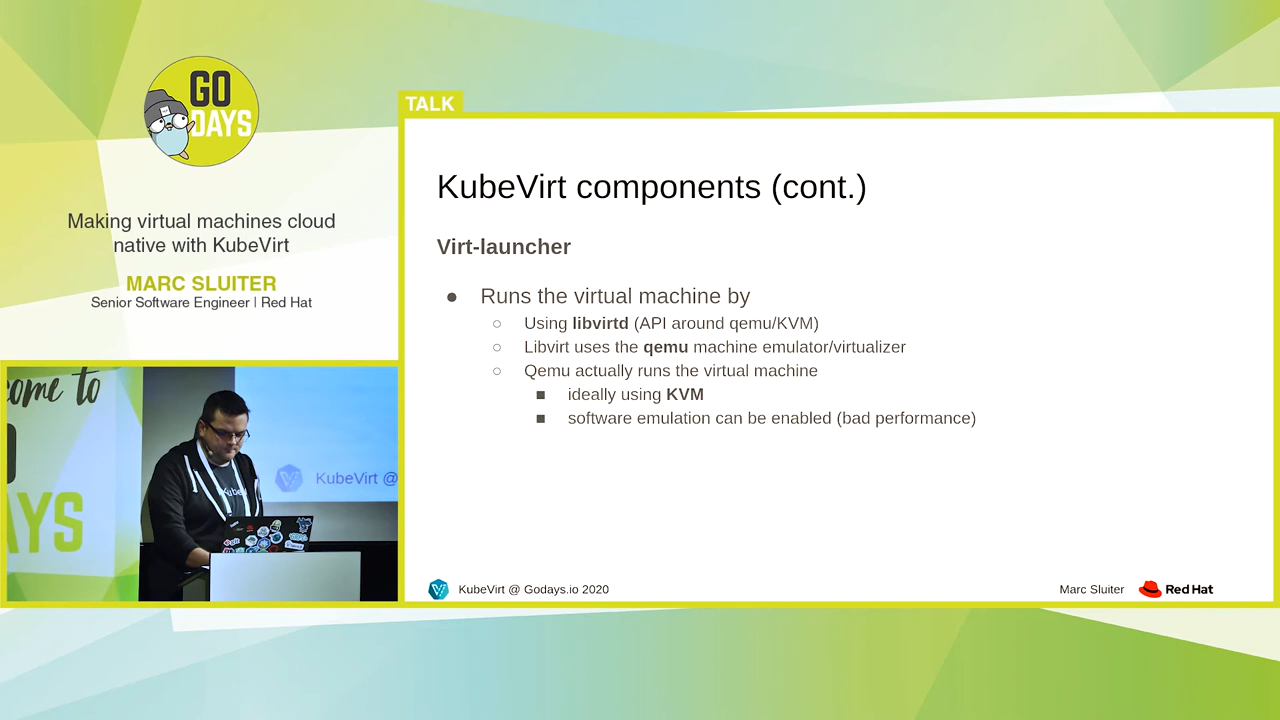 GO
DAYS
Making virtual machines cloud
native with KubeVirt
MARC SLUITER
Senior Software Engineer | Red Hat
TALK
KubeVirt components (cont.)
Virt-launcher
● Runs the virtual machine by
○ Using libvirtd (API around qemu/KVM)
○ Libvirt uses the qemu machine emulator/virtualizer
○ Qemu actually runs the virtual machine
■ ideally using KVM
■ software emulation can be enabled (bad performance)
KubeVirt @ Godays.io 2020
Marc Sluiter
Red Hat
come to
AYS
KubeVirt @